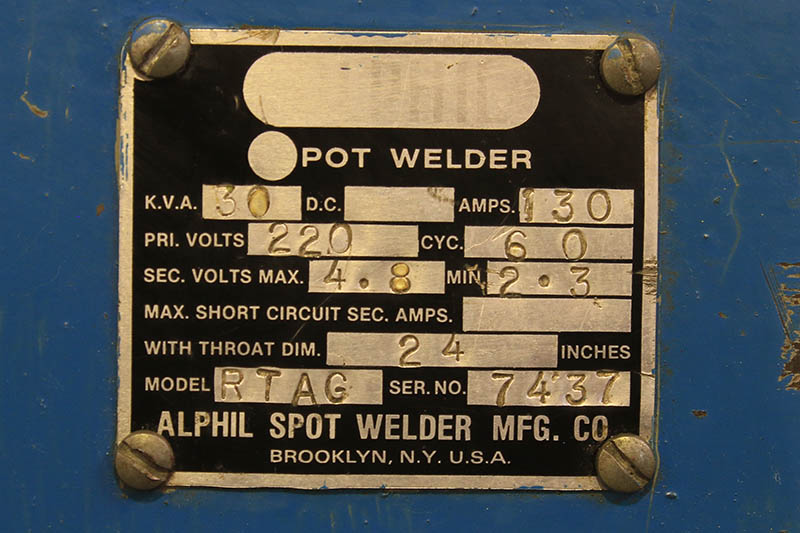 POT WELDER
K.V.A. 30 D.C. AMPS. 130
PRI. VOLTS 220 CYC. 60
SEC. VOLTS MAX. 4.8 MIN 2.3
MAX. SHORT CIRCUIT SEC. AMPS.
WITH THROAT DIM. 24 INCHES
MODEL RTAG SER. NO. 7437
ALPHIL SPOT WELDER MFG. CO
BROOKLYN, N.Y. U.S.A.